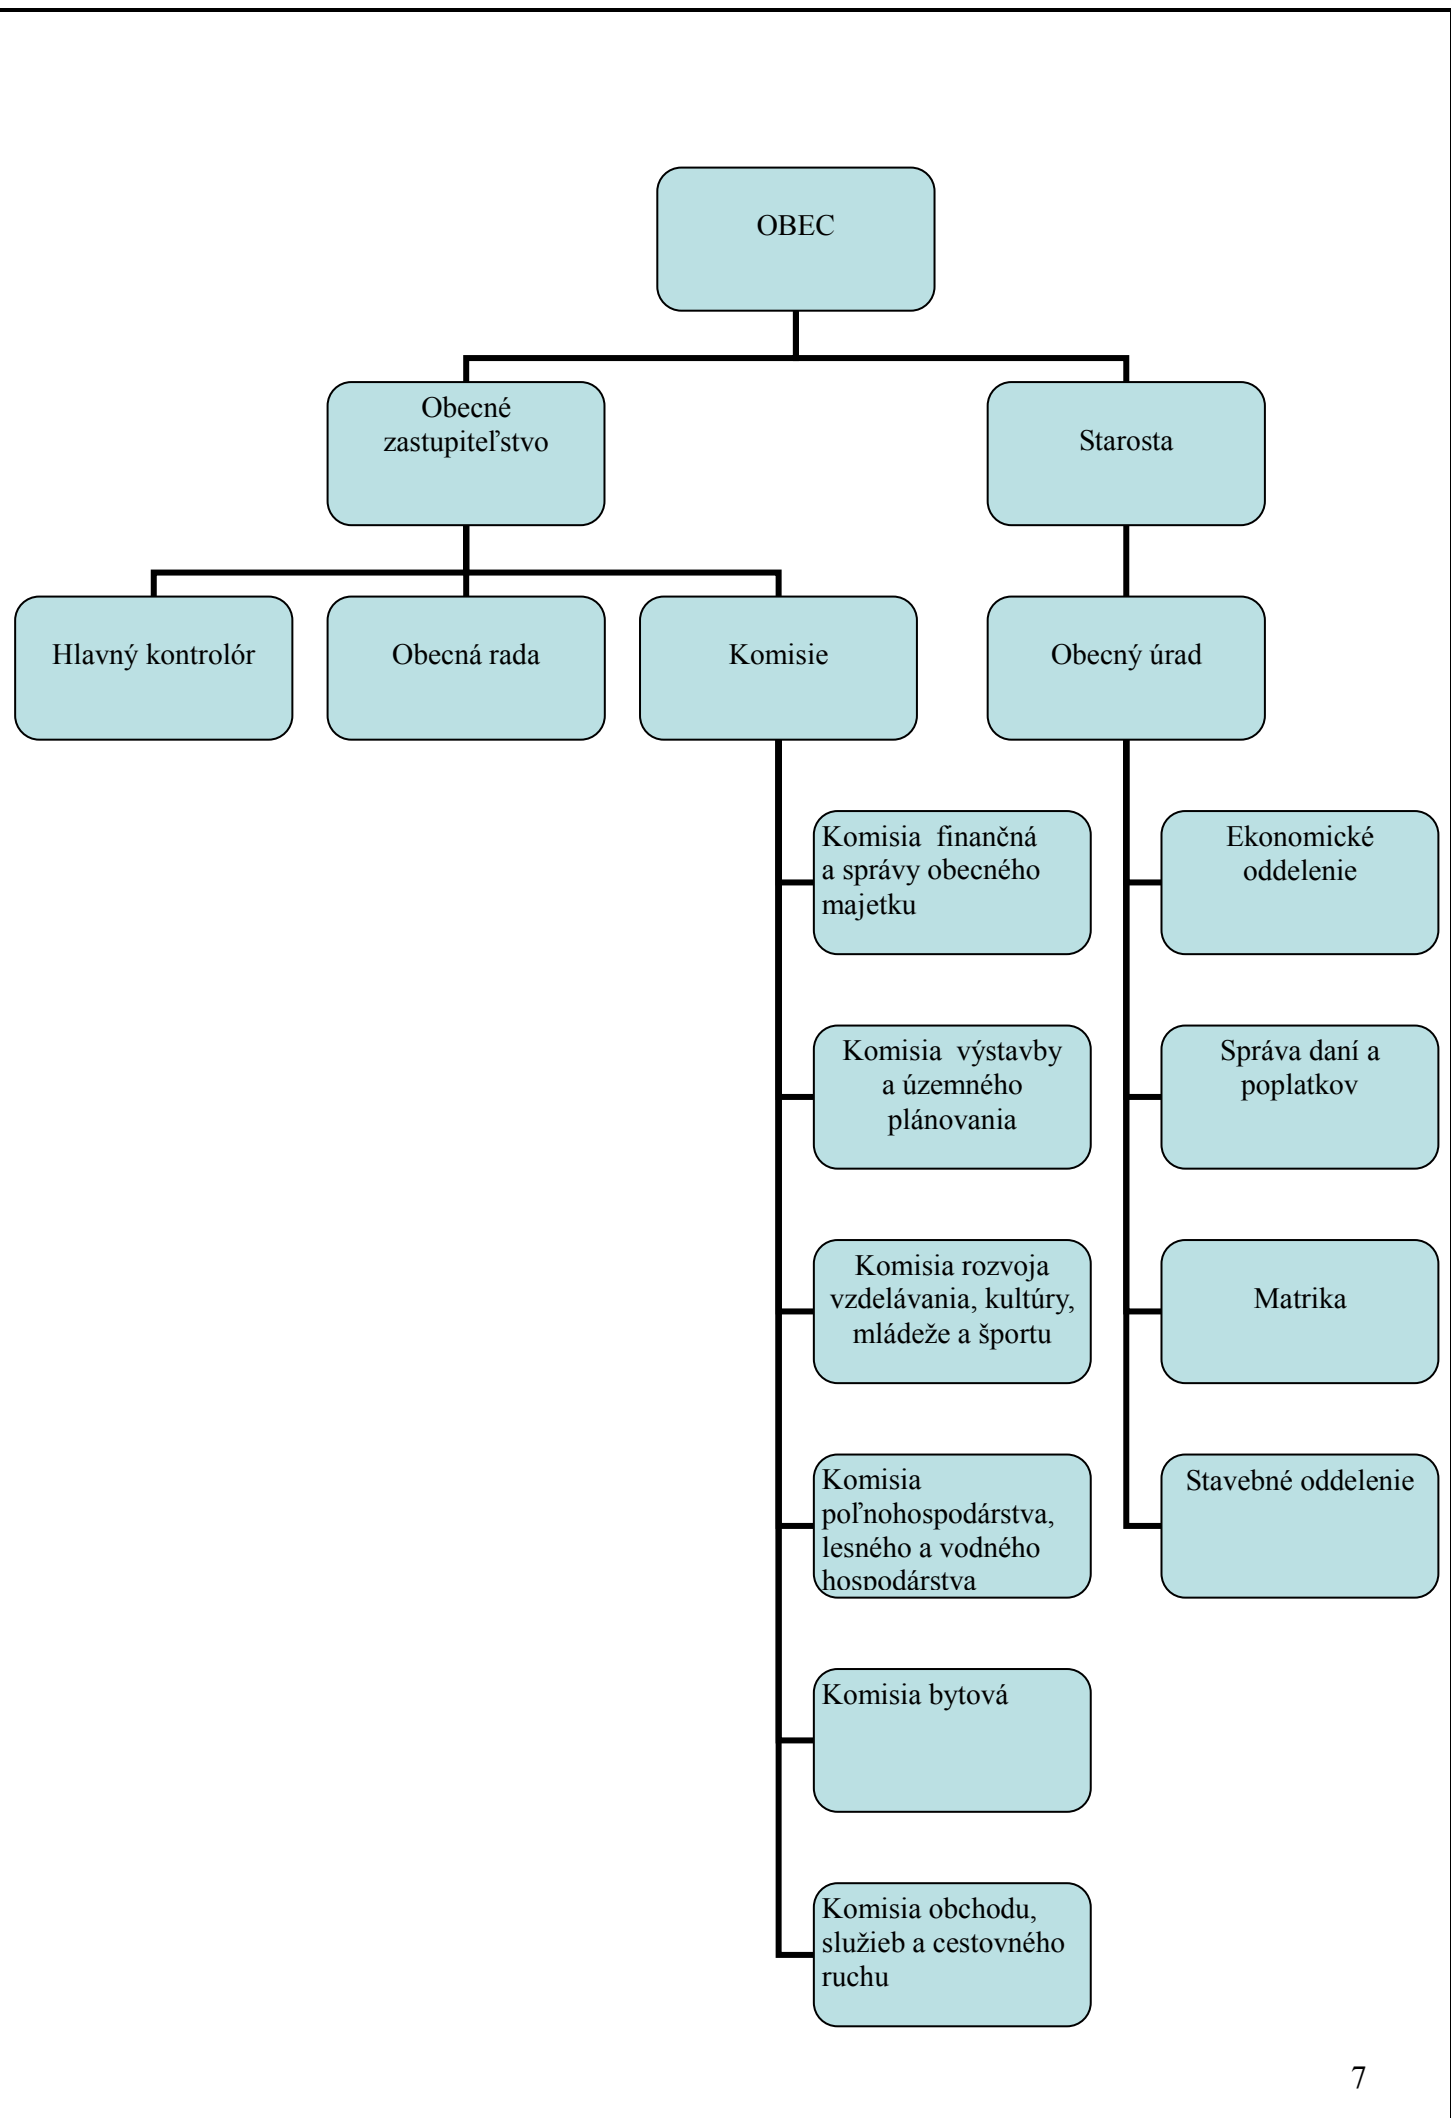 OBEC
Obecné
zastupiteľstvo
Starosta
Hlavný kontrolór
Obecná rada
Komisie
Obecný úrad
Komisia  finančná
a správy obecného
majetku
Ekonomické
oddelenie
Komisia  výstavby
a územného
plánovania
Správa daní a
poplatkov
Komisia rozvoja
vzdelávania, kultúry,
mládeže a športu
Matrika
Komisia
poľnohospodárstva,
lesného a vodného
hospodárstva
Stavebné oddelenie
Komisia bytová
Komisia obchodu,
služieb a cestovného
ruchu
7